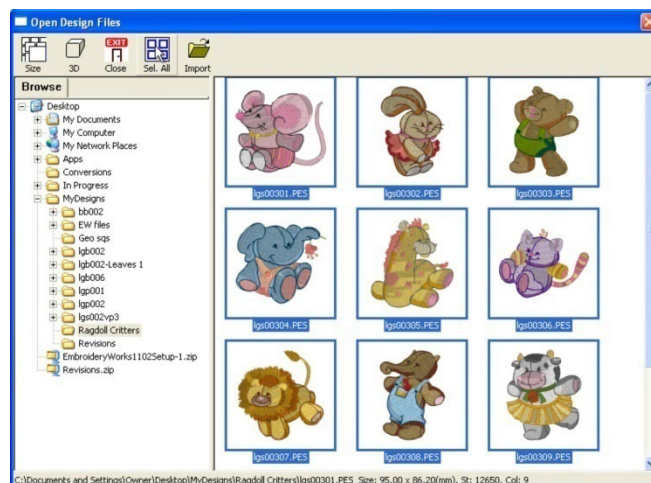 Open Design Files
Size 3D EXIT Close Sel. All Import
Browse
Desktop
My Documents
My Computer
My Network Places
Apps
Conversions
In Progress
MyDesigns
bb002
EW files
Geo sqs
lgb002
lgb002-Leaves 1
lgb006
lgp001
lgp002
lgs002vp3
Ragdoll Critters
Revisions
EmbroideryWorks1102Setup-1.zip
Revisions.zip
lgs00301.PES lgs00302.PES lgs00303.PES
lgs00304.PES lgs00305.PES lgs00306.PES
lgs00307.PES lgs00308.PES lgs00309.PES
C:\Documents and Settings\Owner\Desktop\MyDesigns\Ragdoll Critters\lgs00301.PES Size: 95.00 x 86.20(mm), St: 12650, Col: 9